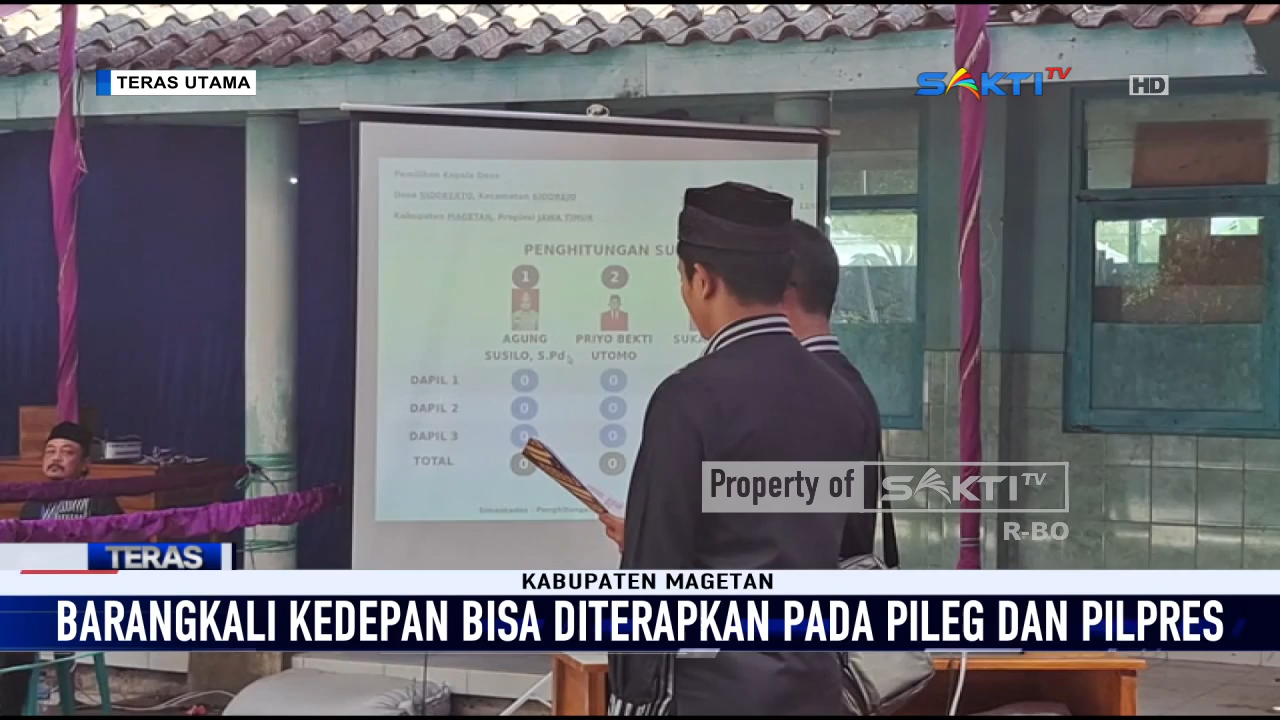 TERAS UTAMA
SAKTI TV
HD
Pemilihan Kepala Desa
Desa SIDOREJO, Kecamatan SIDOREJO
Kabupaten MAGETAN, Propinsi JAWA TIMUR
1
PENGHITUNGAN SU
1 2
AGUNG SUSILO, S.Pd
PRIYO BEKTI UTOMO
SUKA
DAPIL 1 0 0
DAPIL 2 0 0
DAPIL 3 0 0
TOTAL 0 0
Property of SAKTI TV
R-BO
TERAS
KABUPATEN MAGETAN
BARANGKALI KEDEPAN BISA DITERAPKAN PADA PILEG DAN PILPRES